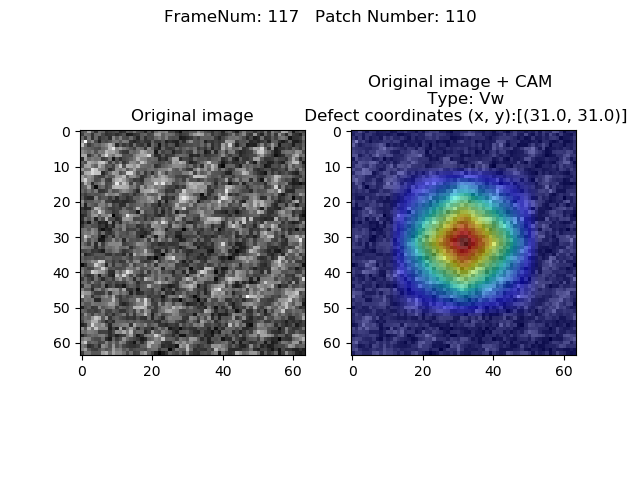 FrameNum: 117   Patch Number: 110
Original image
Original image + CAM
Type: Vw
Defect coordinates (x, y):[(31.0, 31.0)]
0
10
20
30
40
50
60
0 20 40 60
0
10
20
30
40
50
60
0 20 40 60